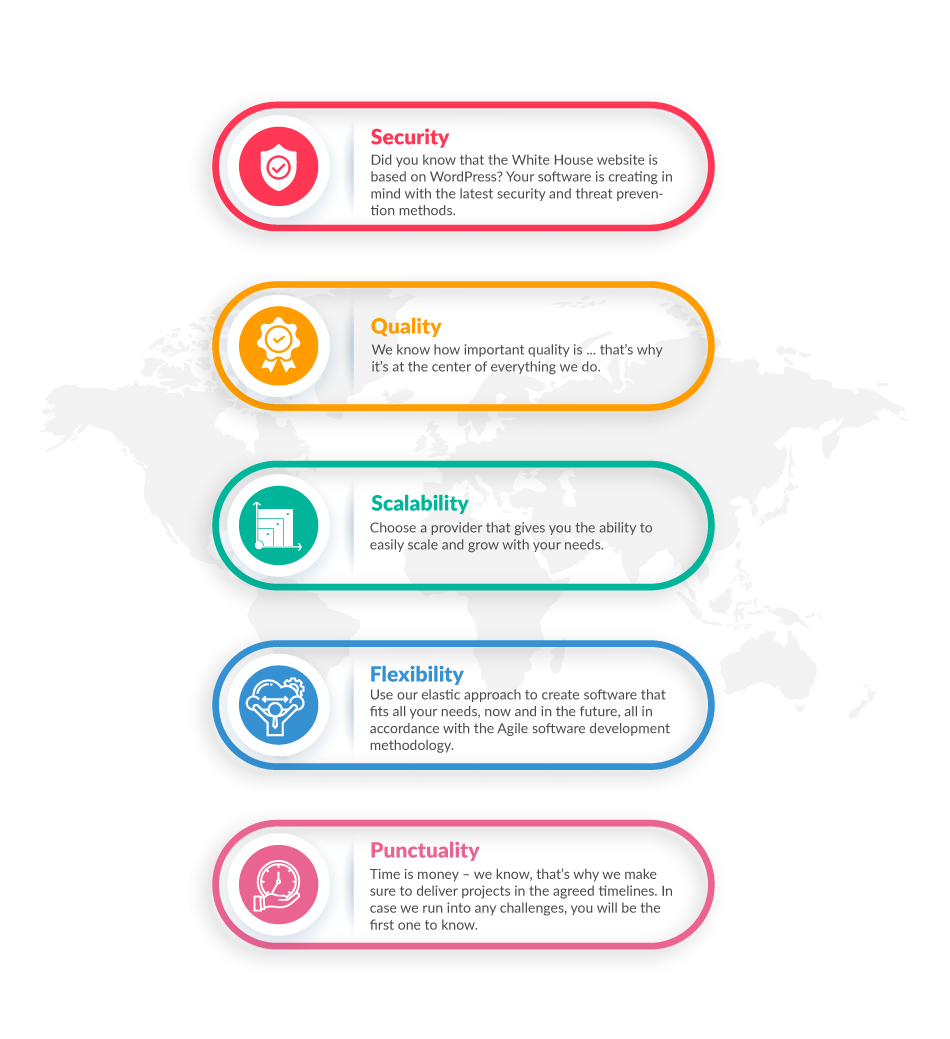 Security
Did you know that the White House website is
based on WordPress? Your software is creating in
mind with the latest security and threat preven-
tion methods.
Quality
We know how important quality is ... that's why
it's at the center of everything we do.
Scalability
Choose a provider that gives you the ability to
easily scale and grow with your needs.
Flexibility
Use our elastic approach to create software that
fits all your needs, now and in the future, all in
accordance with the Agile software development
methodology.
Punctuality
Time is money – we know, that's why we make
sure to deliver projects in the agreed timelines. In
case we run into any challenges, you will be the
first one to know.